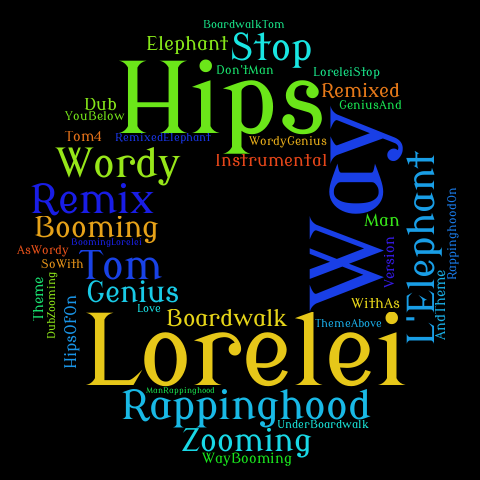 BoardwalkTom
Elephant
Stop
Don'tMan
LoreleiStop
Hips
Remixed
Dub
GeniusAnd
YouBelow
Tom4
RemixedElephant
WordyGenius
Way
Wordy
Instrumental
L'Elephant
RappinghoodOn
Remix
Man
Booming
BoomingLorelei
Version
AsWordy
SoWith
Tom
Theme
DubZooming
Genius
AndTheme
HipsOfOn
Love
WithAs
Boardwalk
ThemeAbove
Lorelei
ManRappinghood
Rappinghood
UnderBoardwalk
Zooming
WayBooming